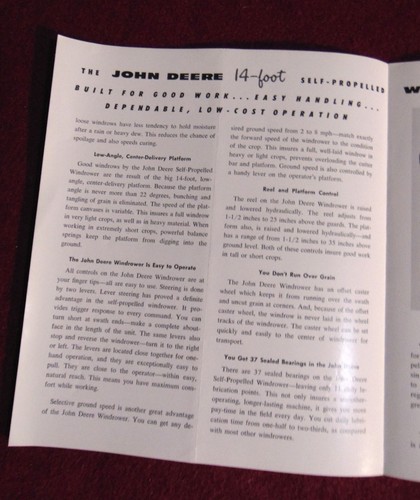 THE JOHN DEERE 14-foot SELF-PROPELLED
BUILT FOR GOOD WORK...EASY HANDLING...
DEPENDABLE, LOW-COST OPERATION
loose windrows have less tendency to hold moisture
after a rain or heavy dew. This reduces the chance of
spoilage and also speeds curing.
Low-Angle, Center-Delivery Platform
Good windrows by the John Deere Self-Propelled
Windrower are the result of the big 14-foot, low-
angle, center-delivery platform. Because the platform
angle is never more than 22 degrees, bunching and
tangling of grain is eliminated. The speed of the plat-
form canvases is variable. This insures a full windrow
in very light crops, as well as in heavy material. When
working in extremely short crops, powerful balance
springs keep the platform from digging into the
ground.
The John Deere Windrower Is Easy to Operate
All controls on the John Deere Windrower are at
your finger tips—all are easy to use. Steering is done
by two levers. Lever steering has proved a definite
advantage in the self-propelled windrower. It pro-
vides trigger response to every command. You can
turn short at swath ends—make a complete about-
face in the length of the unit. The same levers also
stop and reverse the windrower—turn it to the right
or left. The levers are located close together for one-
hand operation, and they are exceptionally easy to
pull. They are close to the operator—within easy,
natural reach. This means you have maximum com-
fort while working.
Selective ground speed is another great advantage
of the John Deere Windrower. You can get any de-
sired ground speed from 2 to 8 mph—match exactly
the forward speed of the windrower to the condition
of the crop. This insures a full, well-laid windrow in
heavy or light crops, prevents overloading the cutter
bar and platform. Ground speed is also controlled by
a handy lever on the operator's platform.
Reel and Platform Control
The reel on the John Deere Windrower is raised
and lowered hydraulically. The reel adjusts from
1-1/2 inches to 25 inches above the guards. The plat-
form also, is raised and lowered hydraulically—and
has a range of from 1-1/2 inches to 33 inches above
ground level. Both of these controls insure good work
in tall or short crops.
You Don't Run Over Grain
The John Deere Windrower has an offset caster
wheel which keeps it from running over the swath
and uncut grain at corners. And, because of the offset
caster wheel, the windrow is never laid in the wheel
tracks of the windrower. The caster wheel can be set
quickly and easily to the center of windrower for
transport.
You Get 37 Sealed Bearings in the John Deere
There are 37 sealed bearings on the John Deere
Self-Propelled Windrower—leaving only daily lu-
brication points. This not only insures a
operating, longer-lasting machine, it gives you more
pay-time in the field every day. You cut daily lubri-
cation time from one-half to two-thirds, as compared
with most other windrowers.
W